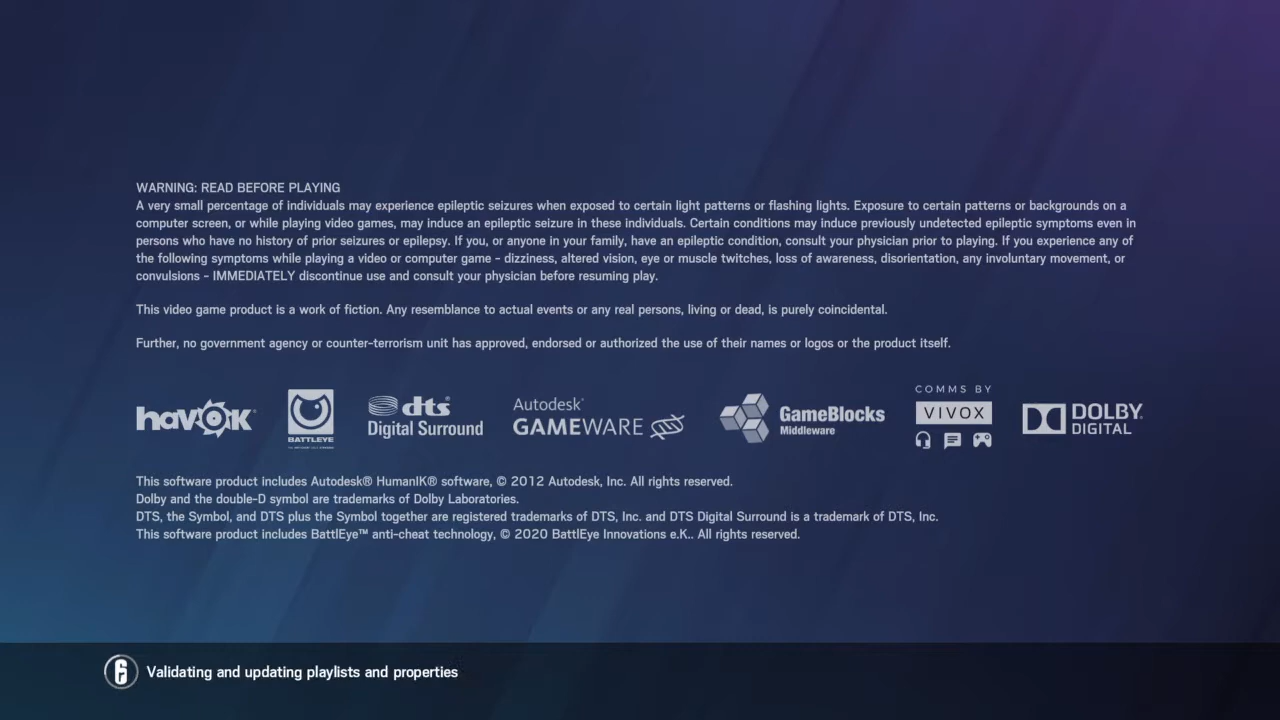 WARNING: READ BEFORE PLAYING
A very small percentage of individuals may experience epileptic seizures when exposed to certain light patterns or flashing lights. Exposure to certain patterns or backgrounds on a
computer screen, or while playing video games, may induce an epileptic seizure in these individuals. Certain conditions may induce previously undetected epileptic symptoms even in
persons who have no history of prior seizures or epilepsy. If you, or anyone in your family, have an epileptic condition, consult your physician prior to playing. If you experience any of
the following symptoms while playing a video or computer game - dizziness, altered vision, eye or muscle twitches, loss of awareness, disorientation, any involuntary movement, or
convulsions - IMMEDIATELY discontinue use and consult your physician before resuming play.
This video game product is a work of fiction. Any resemblance to actual events or any real persons, living or dead, is purely coincidental.
Further, no government agency or counter-terrorism unit has approved, endorsed or authorized the use of their names or logos or the product itself.
havok
BATTLEYE
dts
Digital Surround
Autodesk
GAMEWARE
GameBlocks
Middleware
COMMS BY
VIVOX
DOLBY
DIGITAL
This software product includes Autodesk® HumanIK® software, © 2012 Autodesk, Inc. All rights reserved.
Dolby and the double-D symbol are trademarks of Dolby Laboratories.
DTS, the Symbol, and DTS plus the Symbol together are registered trademarks of DTS, Inc. and DTS Digital Surround is a trademark of DTS, Inc.
This software product includes BattlEye™ anti-cheat technology, © 2020 BattlEye Innovations e.K.. All rights reserved.
6 Validating and updating playlists and properties